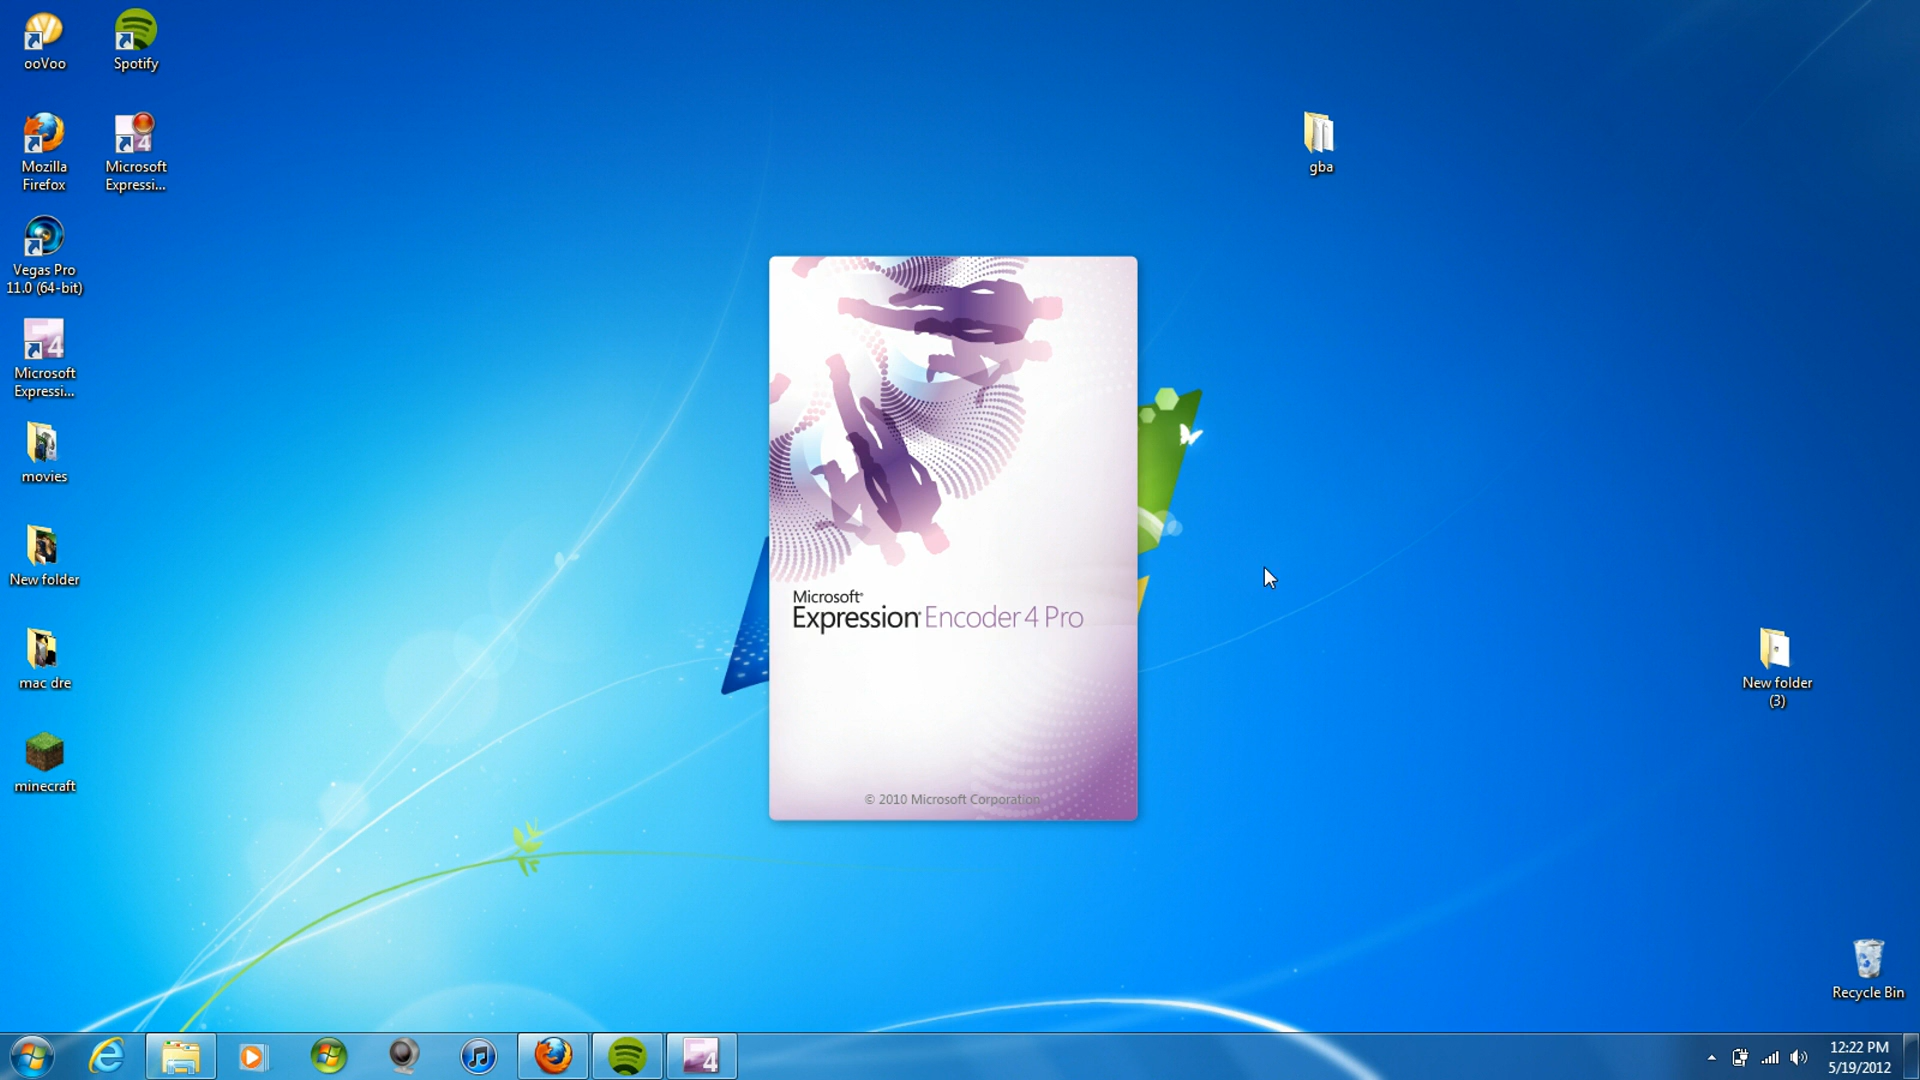 ooVoo
Spotify
Mozilla
Firefox
Microsoft
Expressi...
Vegas Pro
11.0 (64-bit)
4
Microsoft
Expressi...
movies
New folder
mac dre
minecraft
gba
Microsoft®
Expression® Encoder 4 Pro
© 2010 Microsoft Corporation
New folder
(3)
Recycle Bin
4
12:22 PM
5/19/2012